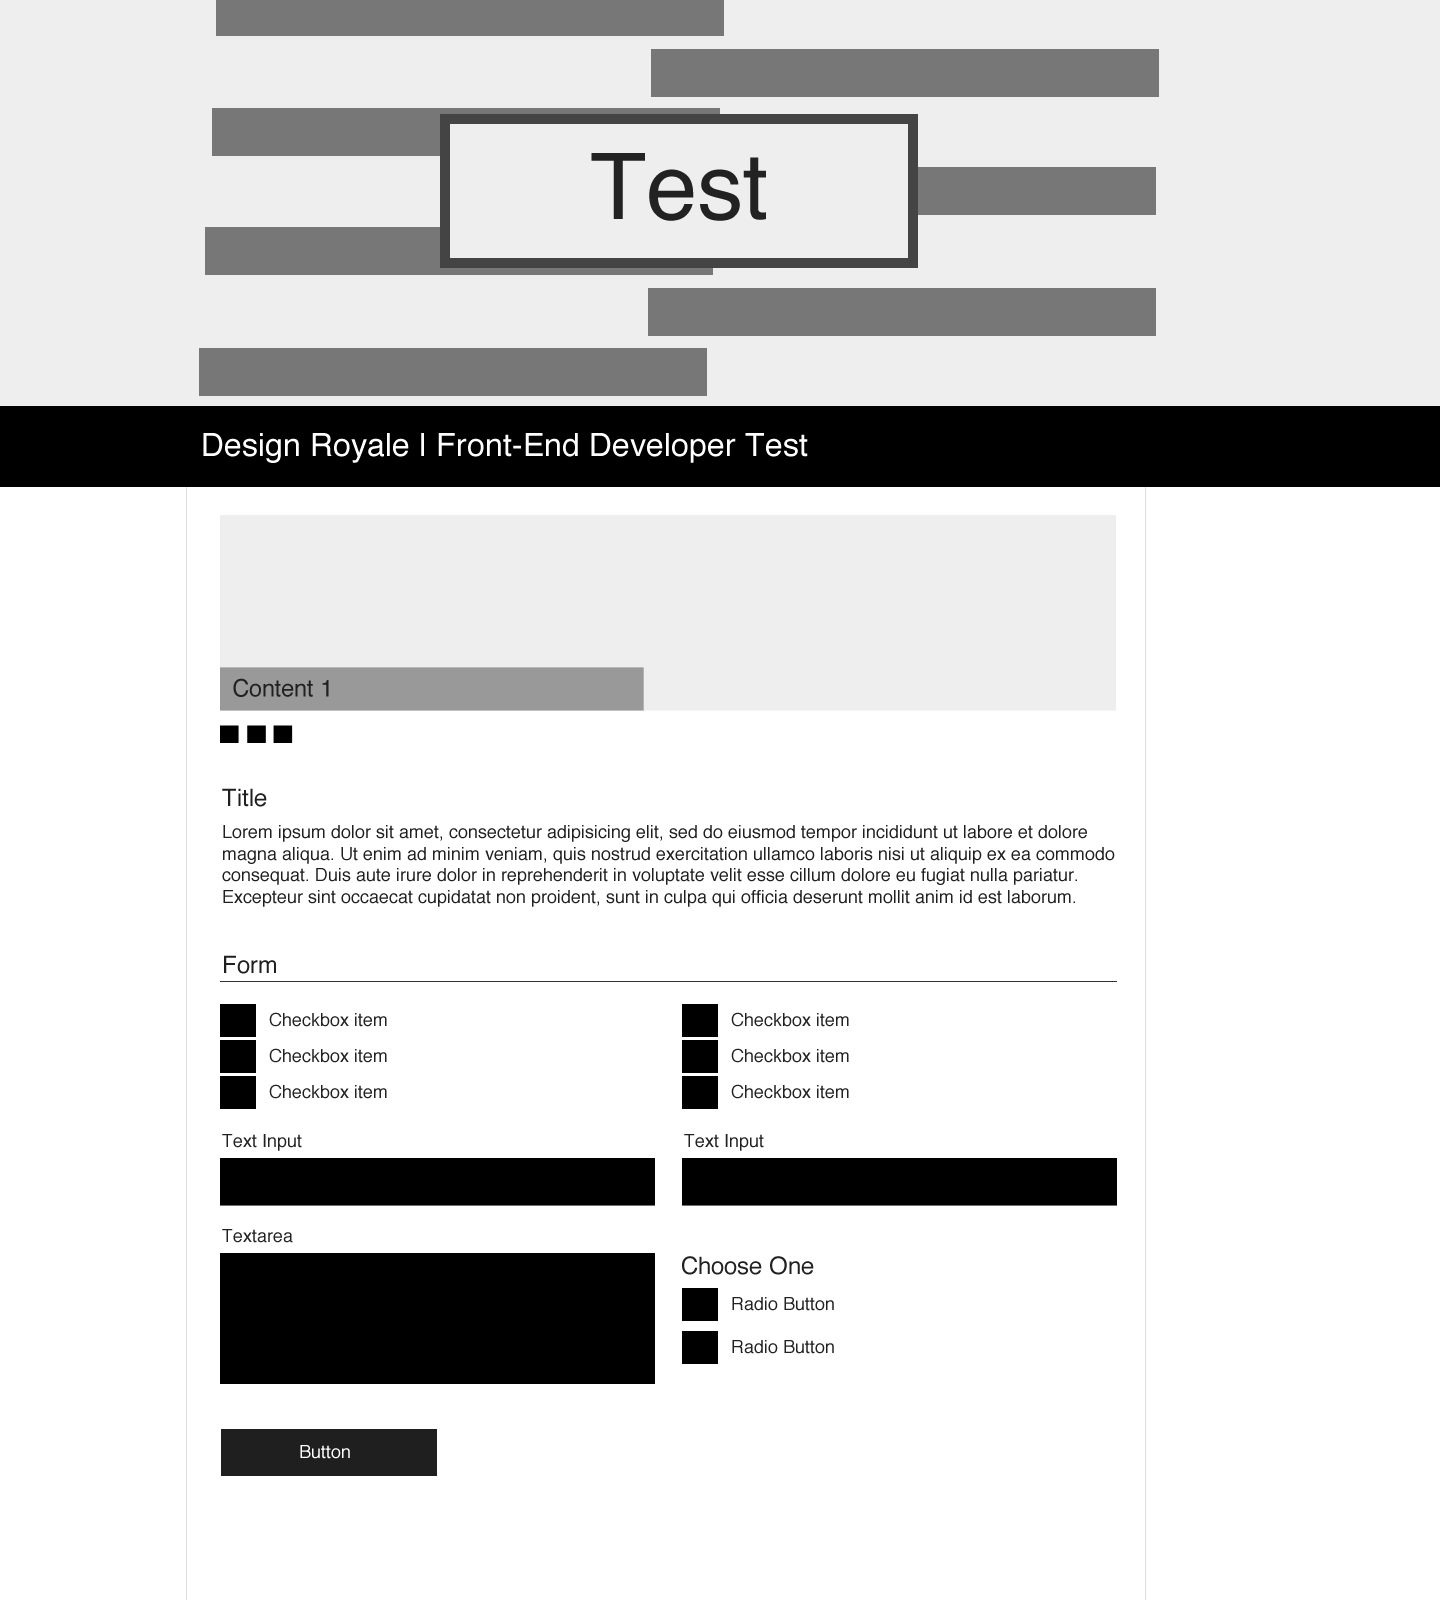 Test
Design Royale | Front-End Developer Test
Content 1
Title
Lorem ipsum dolor sit amet, consectetur adipisicing elit, sed do eiusmod tempor incididunt ut labore et dolore
magna aliqua. Ut enim ad minim veniam, quis nostrud exercitation ullamco laboris nisi ut aliquip ex ea commodo
consequat. Duis aute irure dolor in reprehenderit in voluptate velit esse cillum dolore eu fugiat nulla pariatur.
Excepteur sint occaecat cupidatat non proident, sunt in culpa qui officia deserunt mollit anim id est laborum.
Form
Checkbox item
Checkbox item
Checkbox item
Checkbox item
Checkbox item
Checkbox item
Text Input
Text Input
Textarea
Choose One
Radio Button
Radio Button
Button